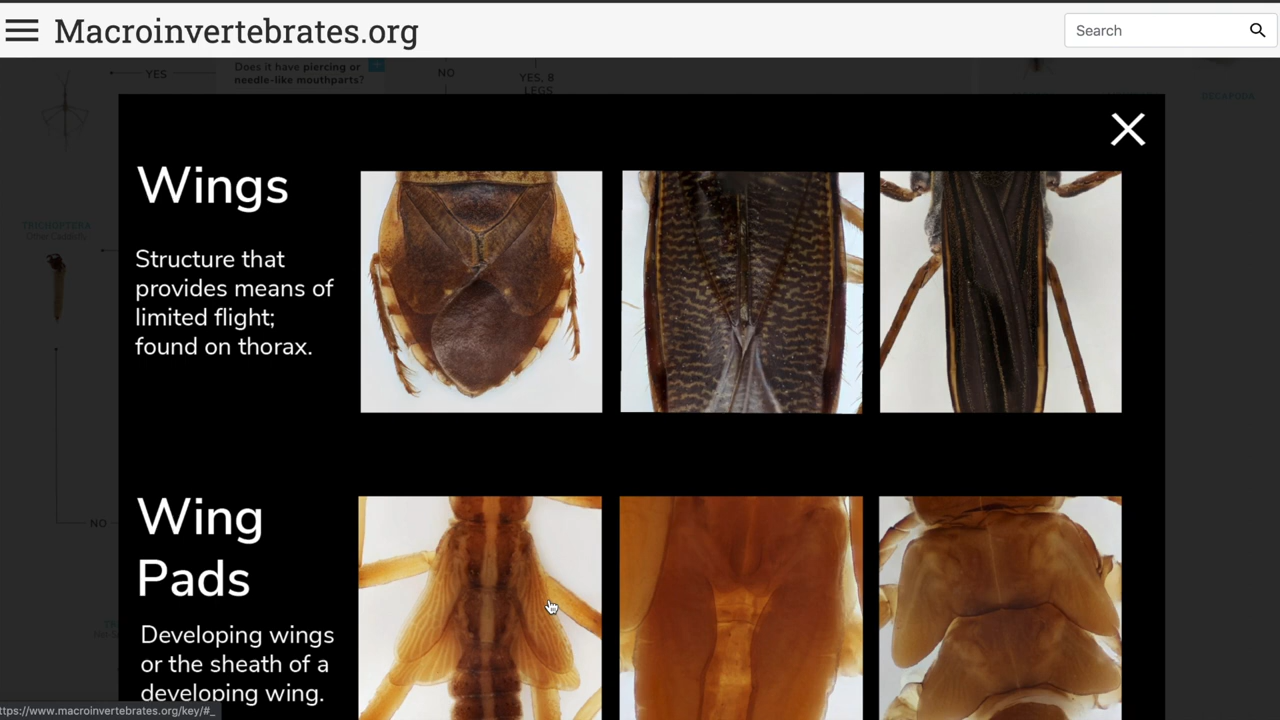 Macroinvertebrates.org
Search
YES
Does it have piercing or
needle-like mouthparts?
NO
YES, 8
LEGS
DECAPODA
Wings
Structure that
provides means of
limited flight;
found on thorax.
TRICHOPTERA
Other Caddisfly
NO
Wing
Pads
Developing wings
or the sheath of a
developing wing.
ttps://www.macroinvertebrates.org/key/#_